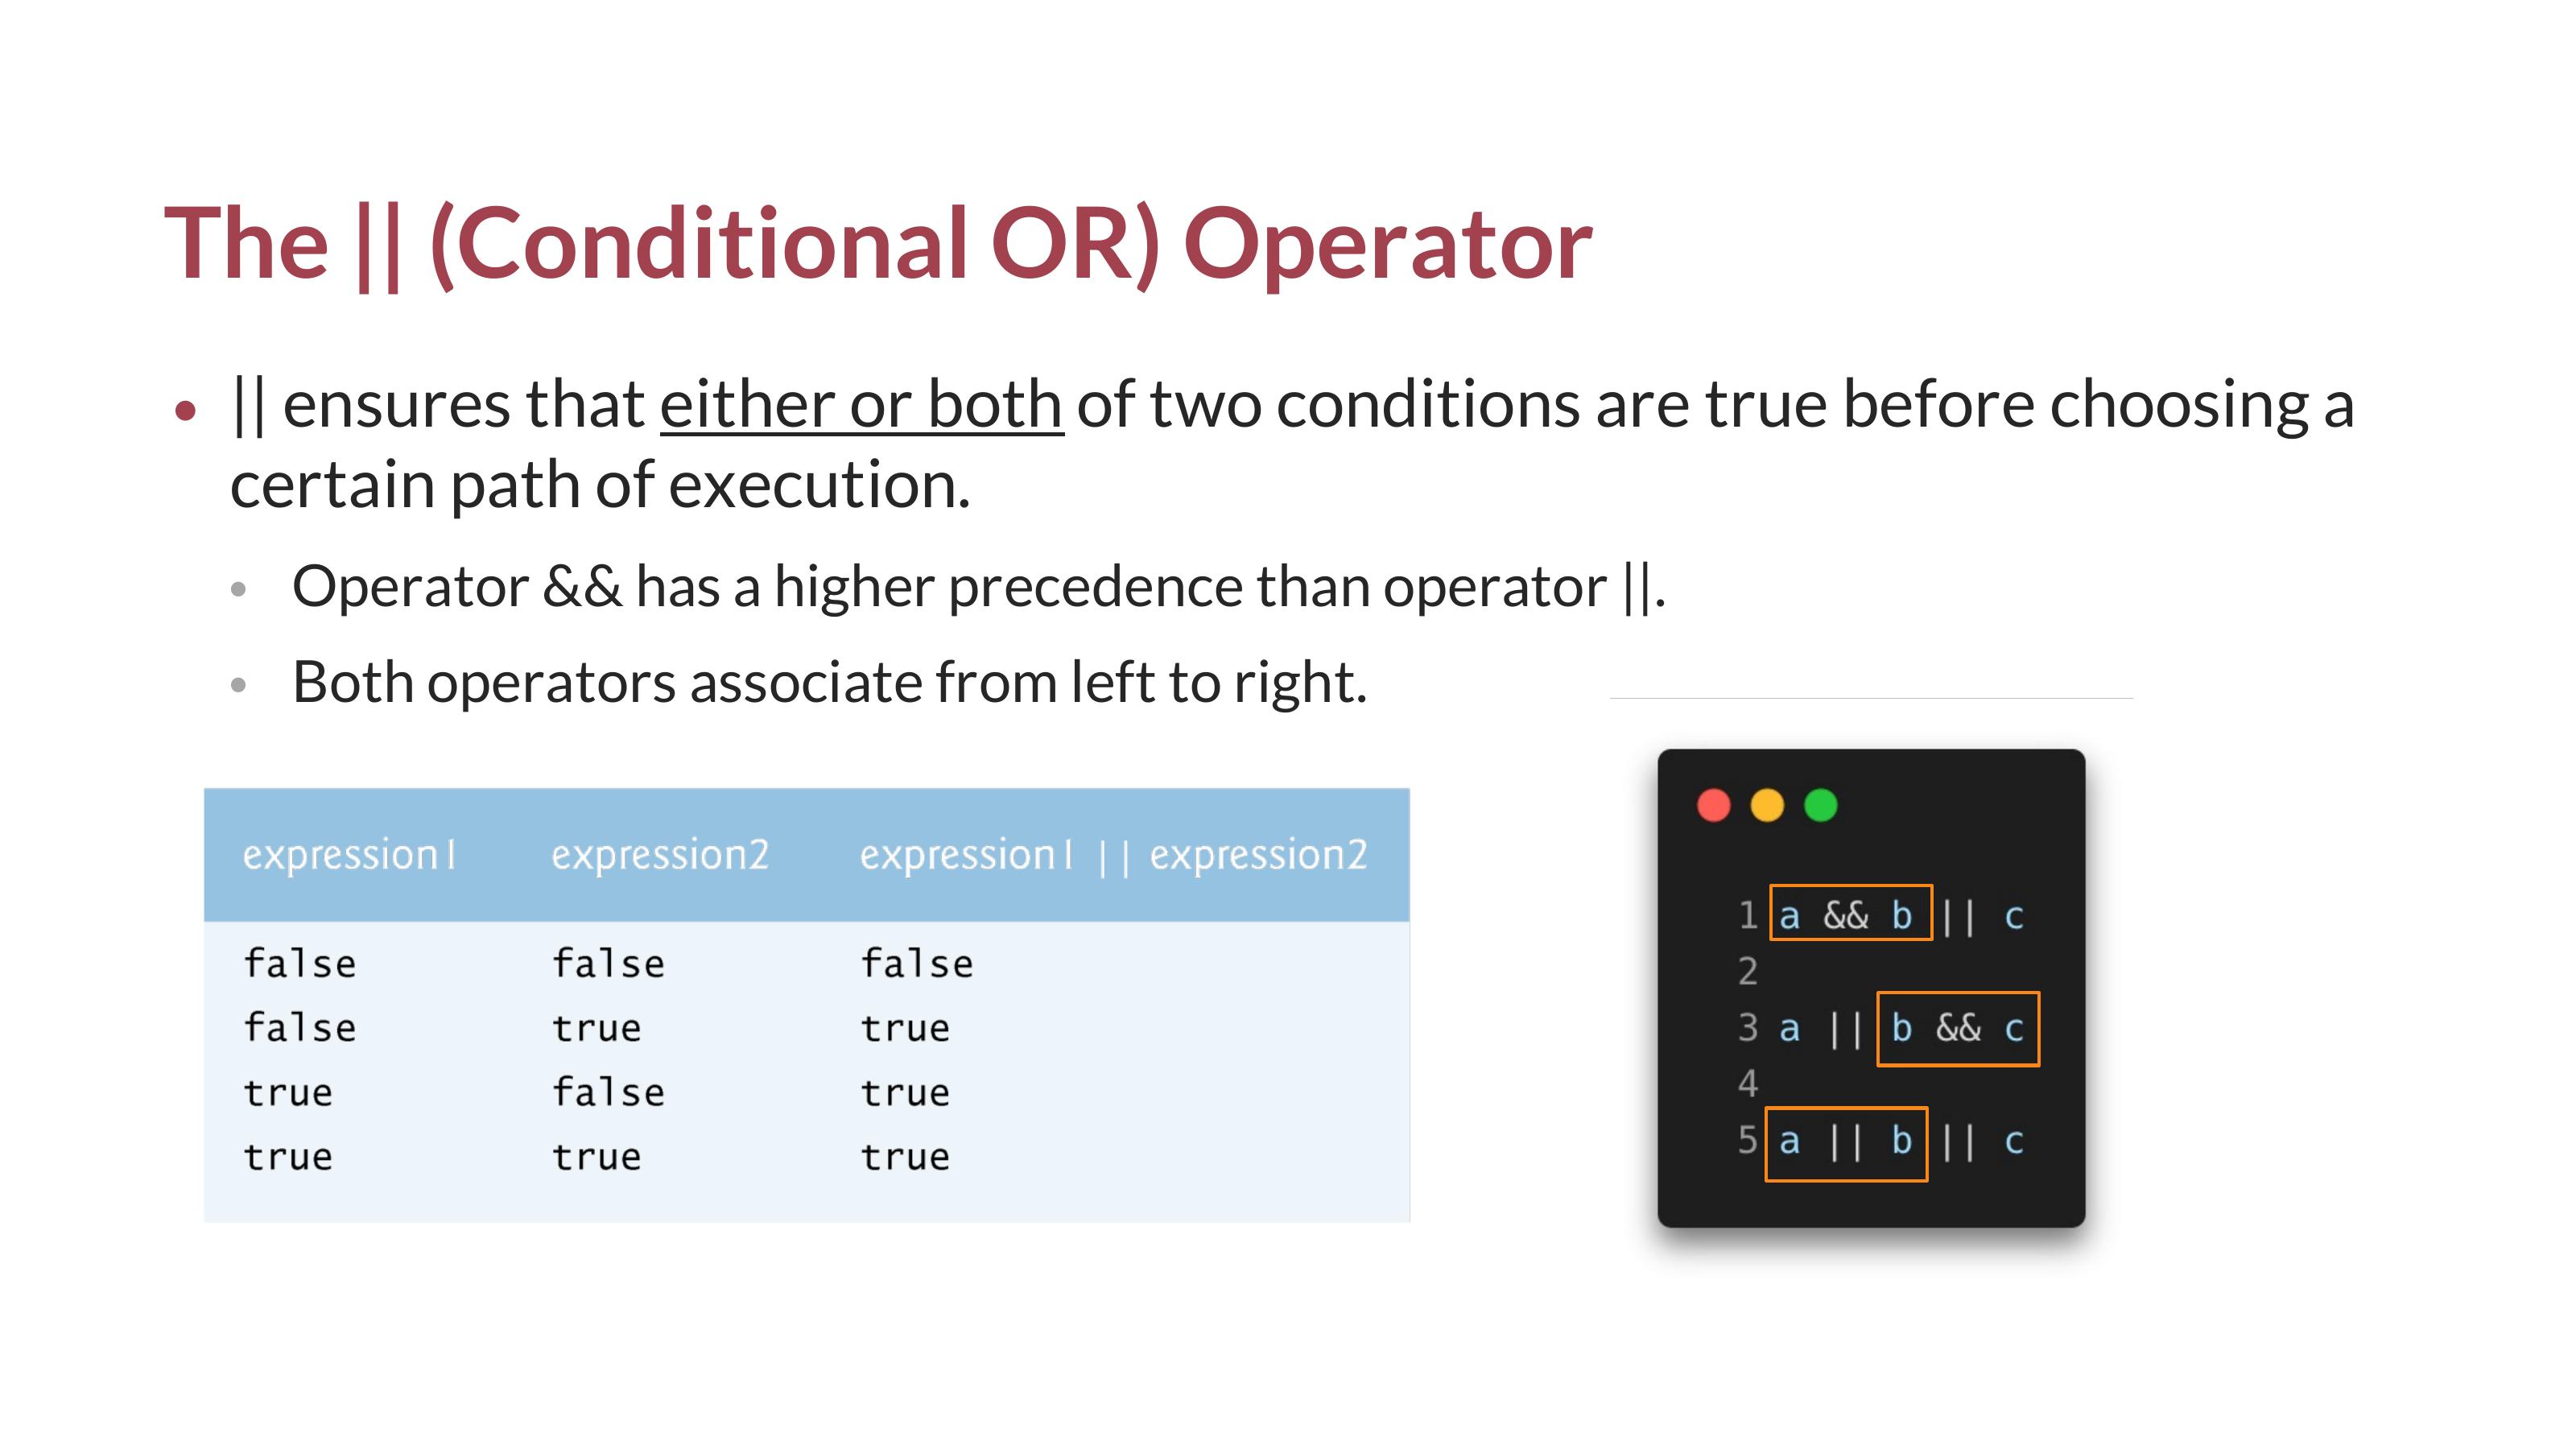 The || (Conditional OR) Operator
• || ensures that either or both of two conditions are true before choosing a
certain path of execution.
• Operator && has a higher precedence than operator ||.
• Both operators associate from left to right.
expression1 expression2 expression1 || expression2
false false false
false true true
true false true
true true true
1 a && b || c
2
3 a || b && c
4
5 a || b || c